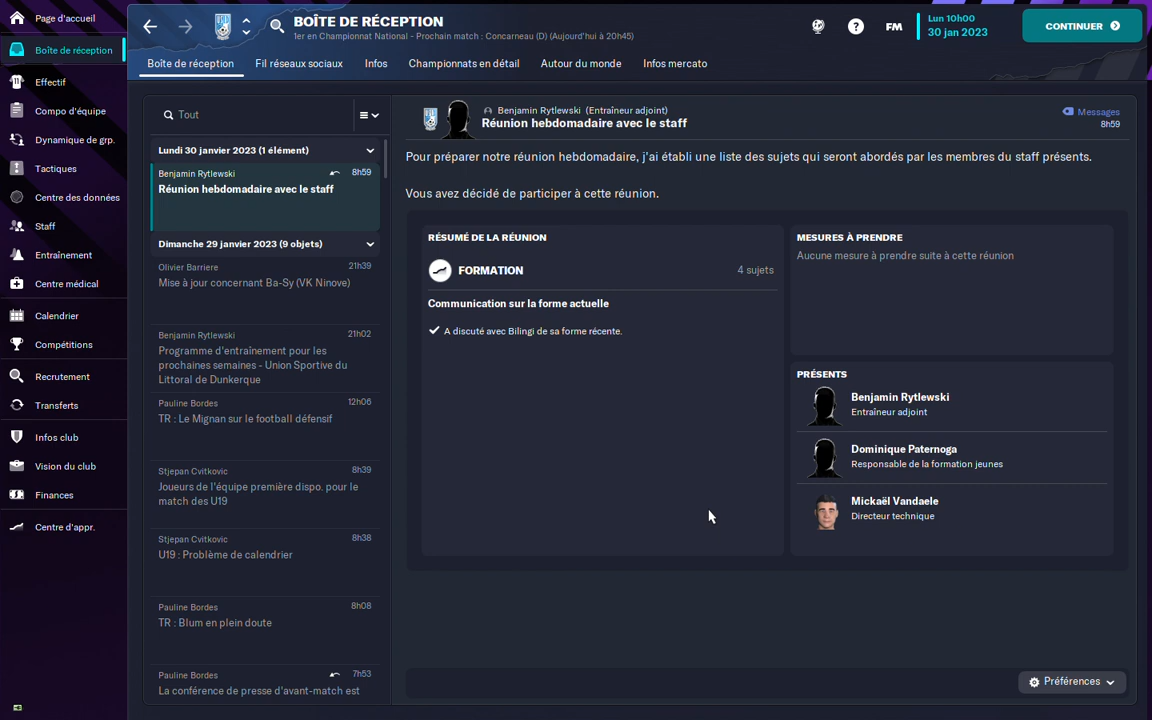 Page d'accueil
Boîte de réception
Effectif
Compo d'équipe
Dynamique de grp.
Tactiques
Centre des données
Staff
Entraînement
Centre médical
Calendrier
Compétitions
Recrutement
Transferts
Infos club
Vision du club
Finances
Centre d'appr.
BOÎTE DE RÉCEPTION
1er en Championnat National - Prochain match : Concarneau (D) (Aujourd'hui à 20h45)
FM
Lun 10h00
30 jan 2023
CONTINUER
Boîte de réception
Fil réseaux sociaux
Infos
Championnats en détail
Autour du monde
Infos mercato
Tout
Lundi 30 janvier 2023 (1 élément)
Benjamin Rytlewski 8h59
Réunion hebdomadaire avec le staff
Dimanche 29 janvier 2023 (9 objets)
Olivier Barriere 21h39
Mise à jour concernant Ba-Sy (VK Ninove)
Benjamin Rytlewski 21h02
Programme d'entraînement pour les
prochaines semaines - Union Sportive du
Littoral de Dunkerque
Pauline Bordes 12h06
TR : Le Mignan sur le football défensif
Stjepan Cvitkovic 8h39
Joueurs de l'équipe première dispo. pour le
match des U19
Stjepan Cvitkovic 8h38
U19 : Problème de calendrier
Pauline Bordes 8h08
TR : Blum en plein doute
Pauline Bordes 7h53
La conférence de presse d'avant-match est
Benjamin Rytlewski (Entraîneur adjoint)
Réunion hebdomadaire avec le staff
Messages
8h59
Pour préparer notre réunion hebdomadaire, j'ai établi une liste des sujets qui seront abordés par les membres du staff présents.
Vous avez décidé de participer à cette réunion.
RÉSUMÉ DE LA RÉUNION
FORMATION 4 sujets
Communication sur la forme actuelle
A discuté avec Bilingi de sa forme récente.
MESURES À PRENDRE
Aucune mesure à prendre suite à cette réunion
PRÉSENTS
Benjamin Rytlewski
Entraîneur adjoint
Dominique Paternoga
Responsable de la formation jeunes
Mickaël Vandaele
Directeur technique
Préférences